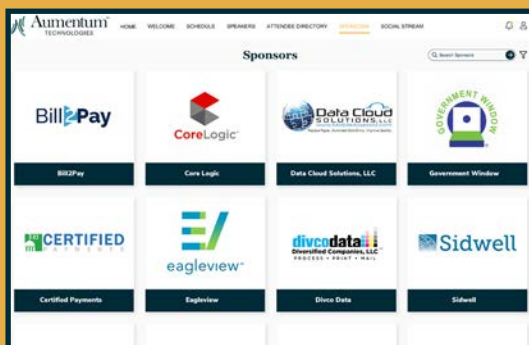 Aumentum
TECHNOLOGIES
HOME WELCOME SCHEDULE SPEAKERS ATTENDEE DIRECTORY SPONSORS SOCIAL STREAM
Sponsors
Search Sponsors
Bill2Pay
CoreLogic
Data Cloud
SOLUTIONS, LLC
GOVERNMENT WINDOW
Bill2Pay
Core Logic
Data Cloud Solutions, LLC
Government Window
CERTIFIED
PAYMENTS
eagleview™
divcodata
Diversified Companies, LLC
PROCESS • PRINT • MAIL
Sidwell
Certified Payments
Eagleview
Divco Data
Sidwell